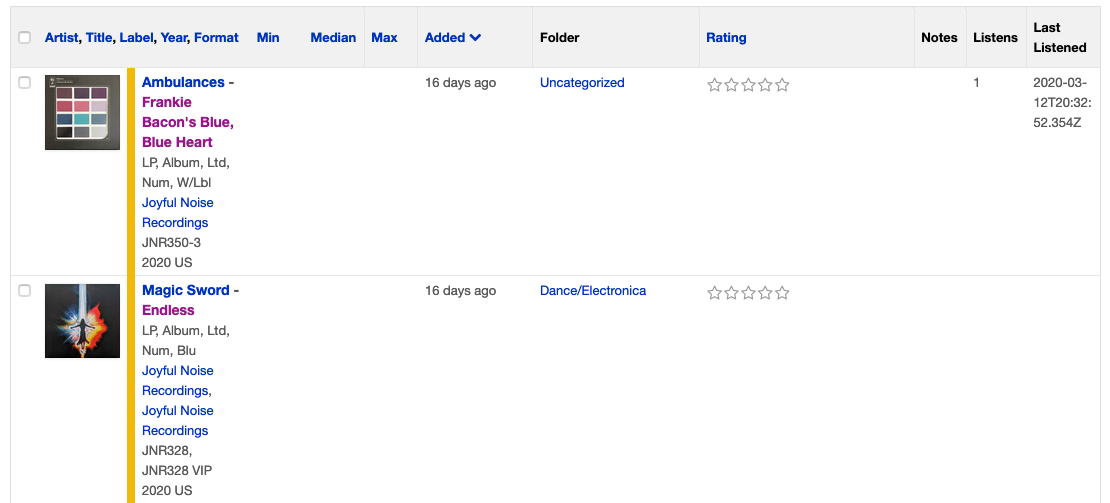 Artist, Title, Label, Year, Format Min Median Max Added Folder Rating Notes Listens Last Listened
Ambulances - 16 days ago Uncategorized 1 2020-03-
Frankie 12T20:32:
Bacon's Blue, 52.354Z
Blue Heart
LP, Album, Ltd,
Num, W/Lbl
Joyful Noise
Recordings
JNR350-3
2020 US
Magic Sword - 16 days ago Dance/Electronica
Endless
LP, Album, Ltd,
Num, Blu
Joyful Noise
Recordings,
Joyful Noise
Recordings
JNR328,
JNR328 VIP
2020 US